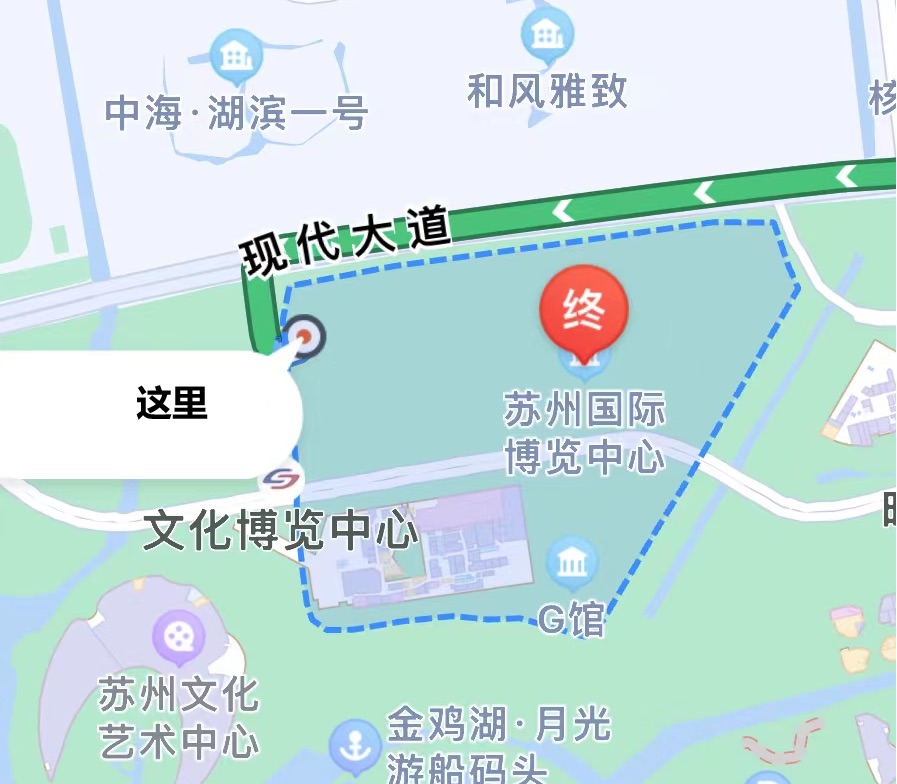 和风雅致
中海·湖滨一号
核
现代大道
终
苏州国际
博览中心
这里
文化博览中心
G馆
苏州文化
艺术中心
金鸡湖·月光
游船码头